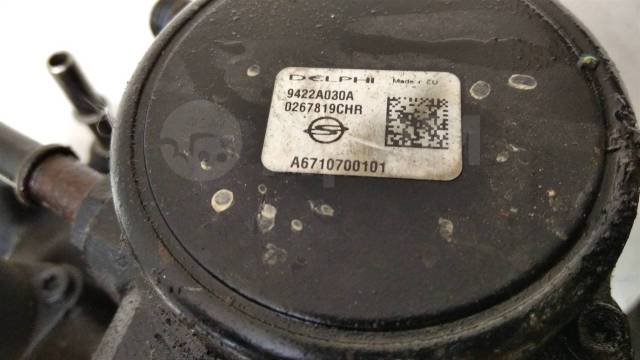 DELPHI Made in EU
9422A030A
0267819CHR
A6710700101